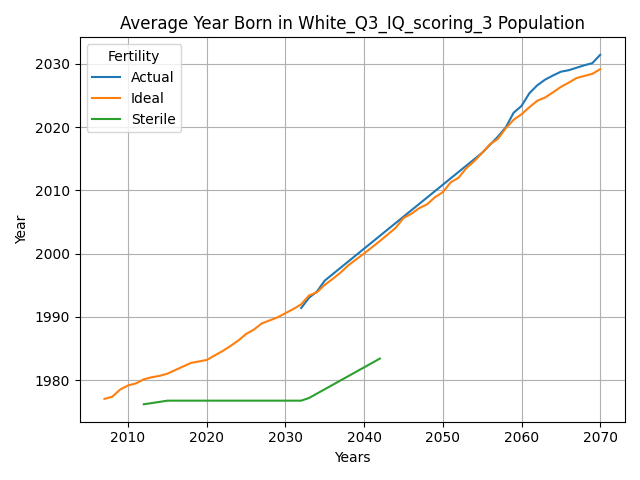 Average Year Born in White_Q3_IQ_scoring_3 Population
Fertility
Actual
Ideal
Sterile
Year
2030
2020
2010
2000
1990
1980
2010
2020
2030
2040
2050
2060
2070
Years